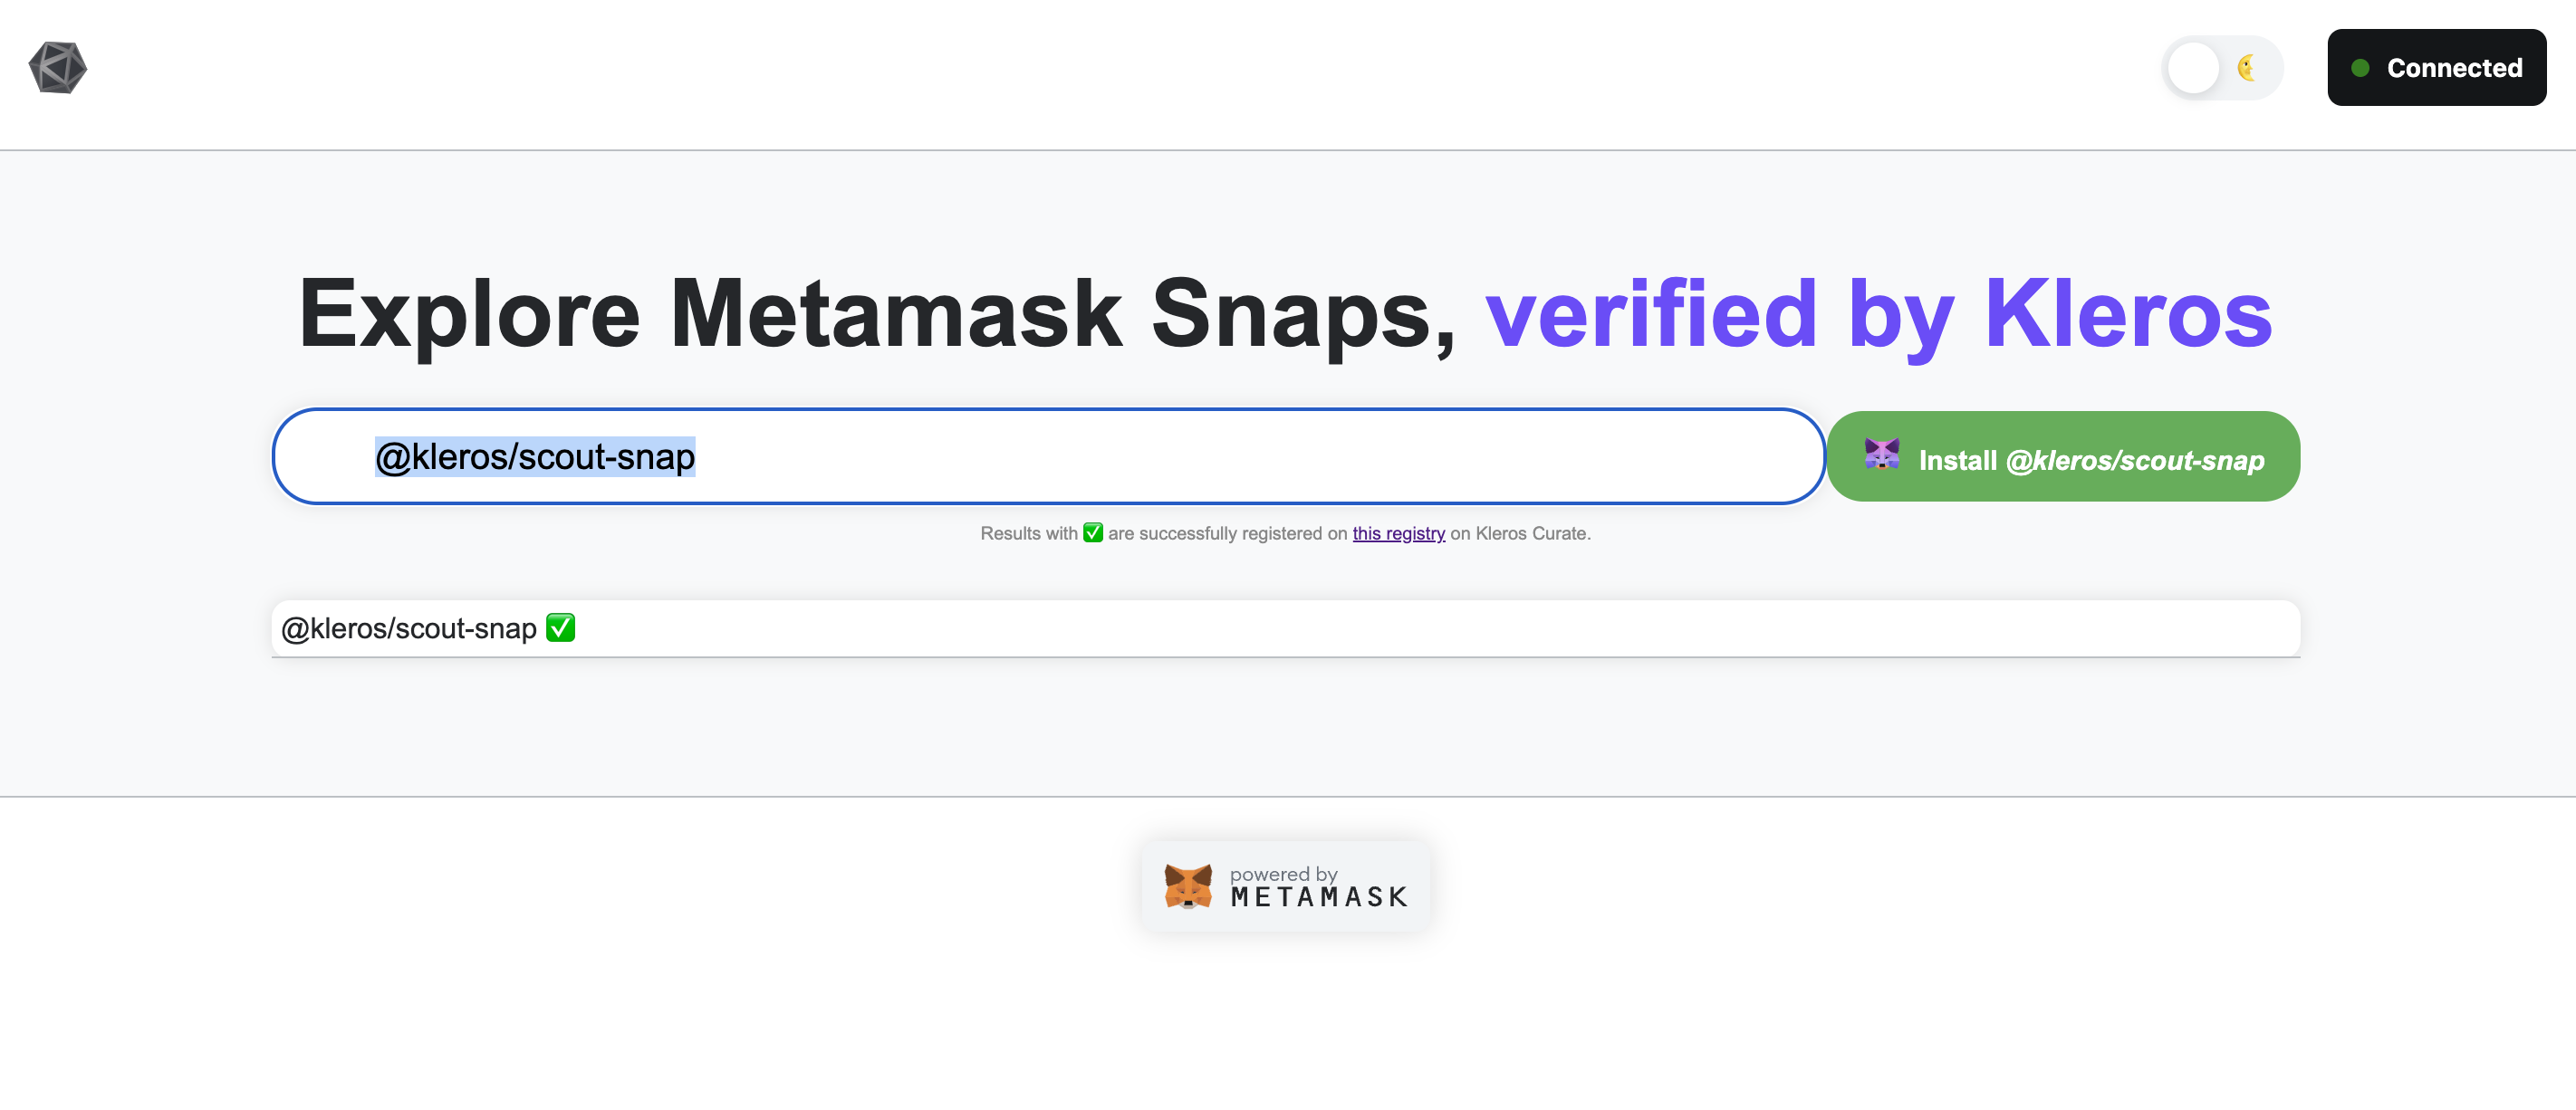 Connected
Explore Metamask Snaps, verified by Kleros
@kleros/scout-snap
Install @kleros/scout-snap
Results with ✅ are successfully registered on this registry on Kleros Curate.
@kleros/scout-snap ✅
powered by
METAMASK